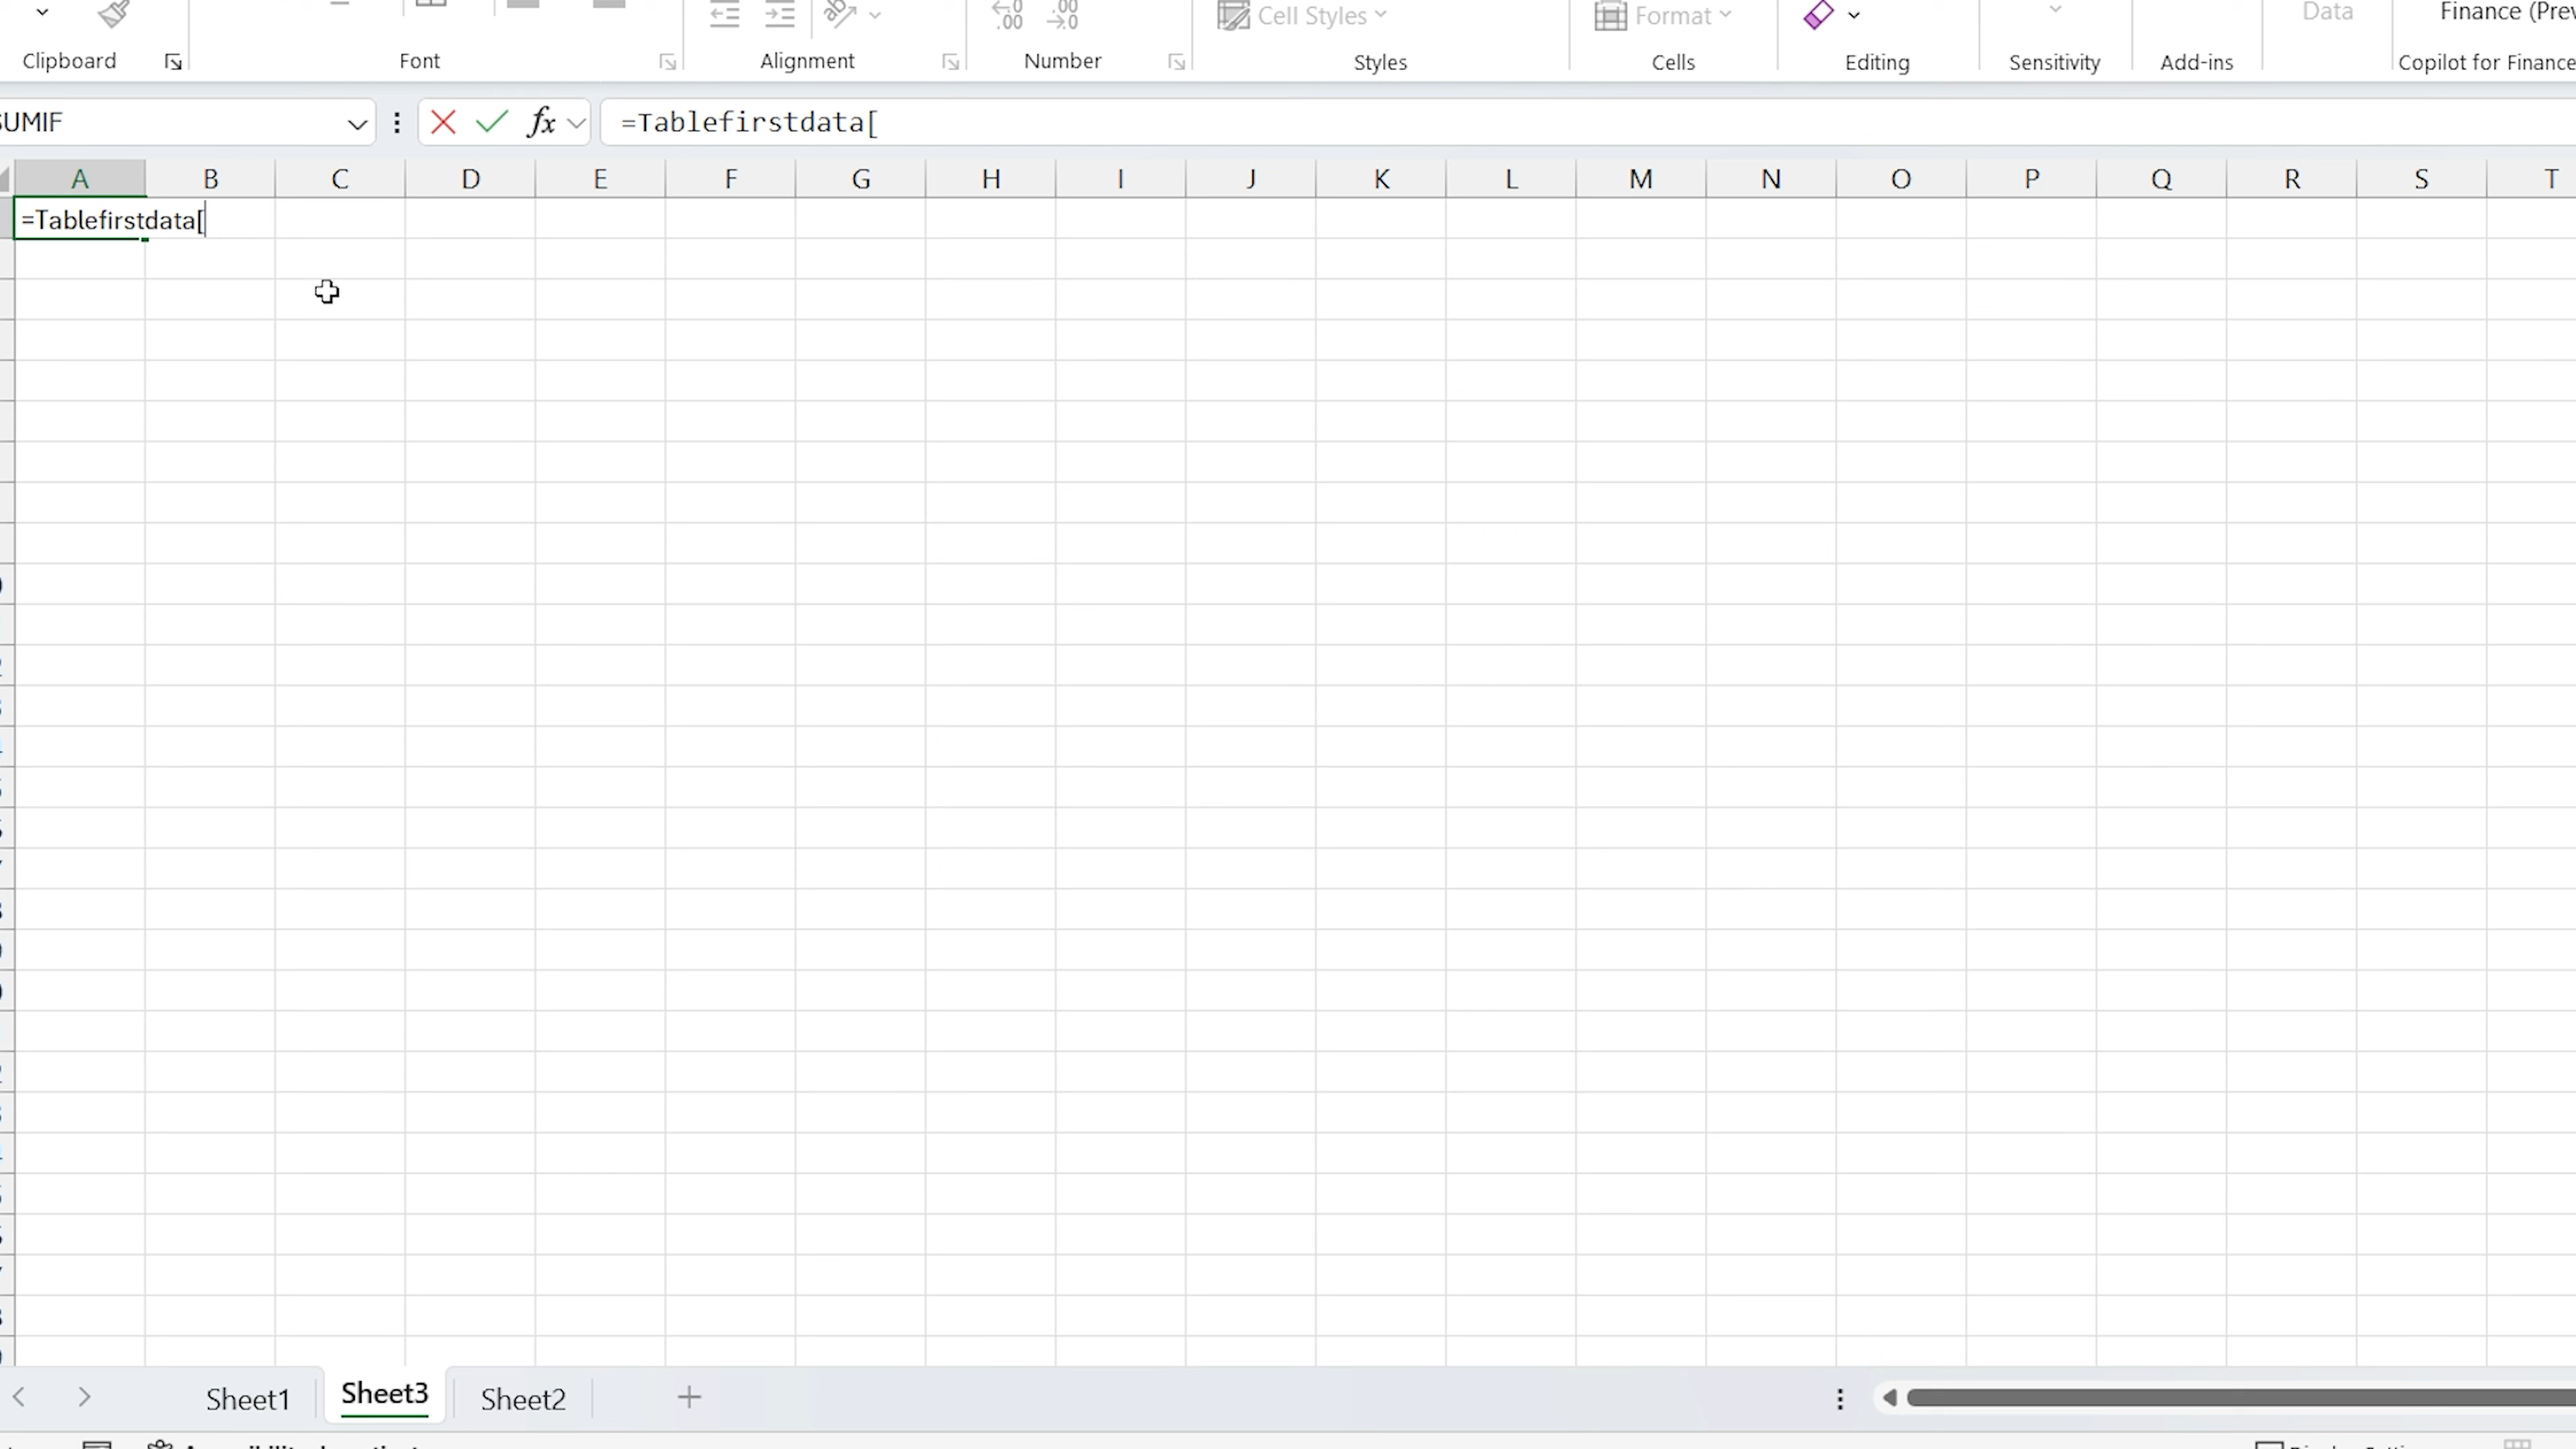 Cell Styles
Format
Data
Finance (Prev
Clipboard
Font
Alignment
Number
Styles
Cells
Editing
Sensitivity
Add-ins
Copilot for Finance
SUMIF
fx
=Tablefirstdata[
A B C D E F G H I J K L M N O P Q R S T
=Tablefirstdata[
Sheet1
Sheet3
Sheet2